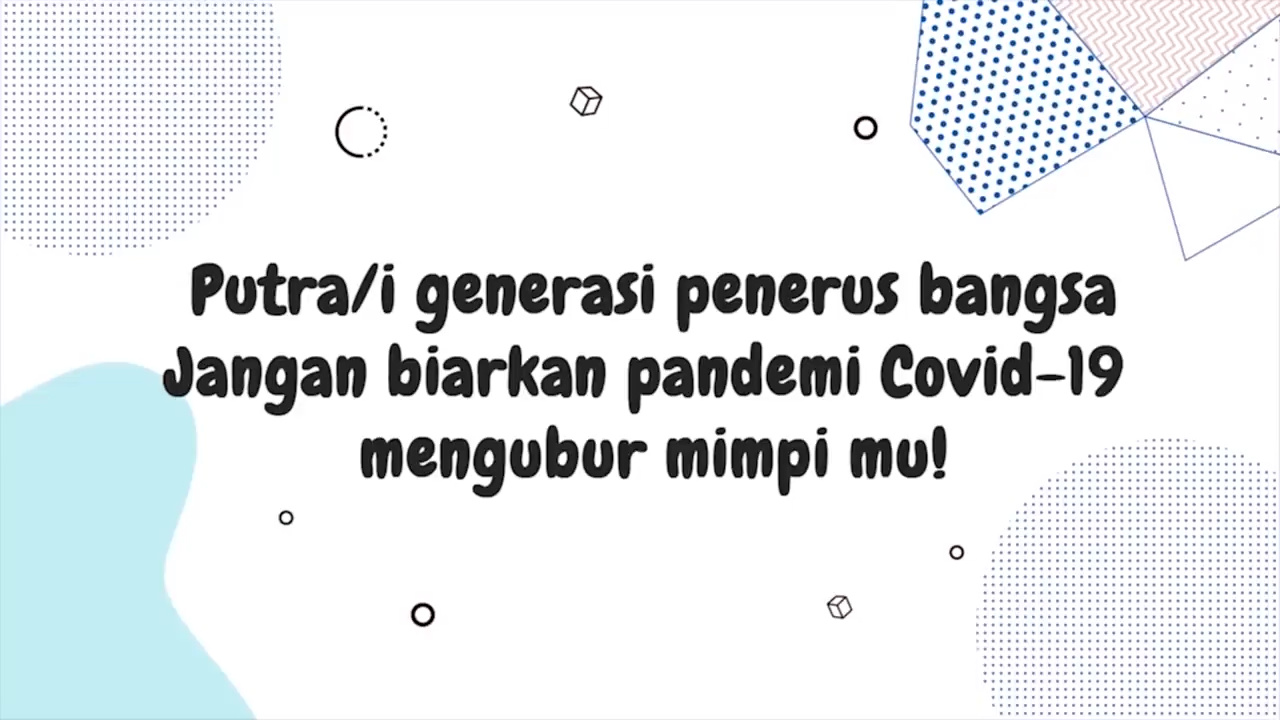 Putra/i generasi penerus bangsa
Jangan biarkan pandemi Covid-19
mengubur mimpi mu!